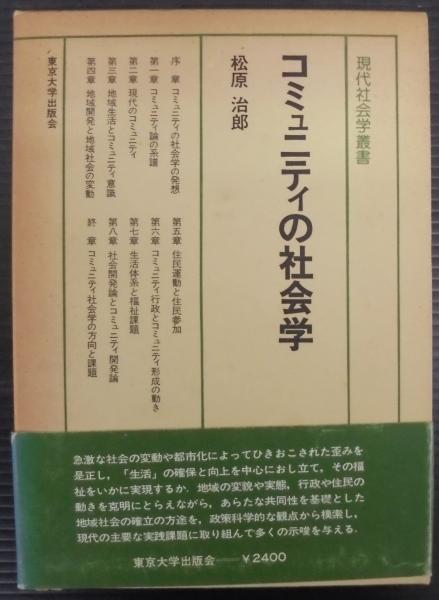 現代社会学叢書
コミュニティの社会学
松原 治郎
序 章 コミュニティの社会学の発想
第一章 コミュニティ論の系譜
第二章 現代のコミュニティ
第三章 地域生活とコミュニティ意識
第四章 地域開発と地域社会の変動
第五章 住民運動と住民参加
第六章 コミュニティ行政とコミュニティ形成の動き
第七章 生活体系と福祉課題
第八章 社会開発論とコミュニティ開発論
終 章 コミュニティ社会学の方向と課題
東京大学出版会
急激な社会の変動や都市化によってひきおこされた歪みを
是正し,「生活」の確保と向上を中心におし立て,その福
祉をいかに実現するか.地域の変貌や実態,行政や住民の
動きを克明にとらえながら,あらたな共同性を基礎とした
地域社会の確立の方途を,政策科学的な観点から模索し,
現代の主要な実践課題に取り組んで多くの示唆を与える.
東京大学出版会──¥2400